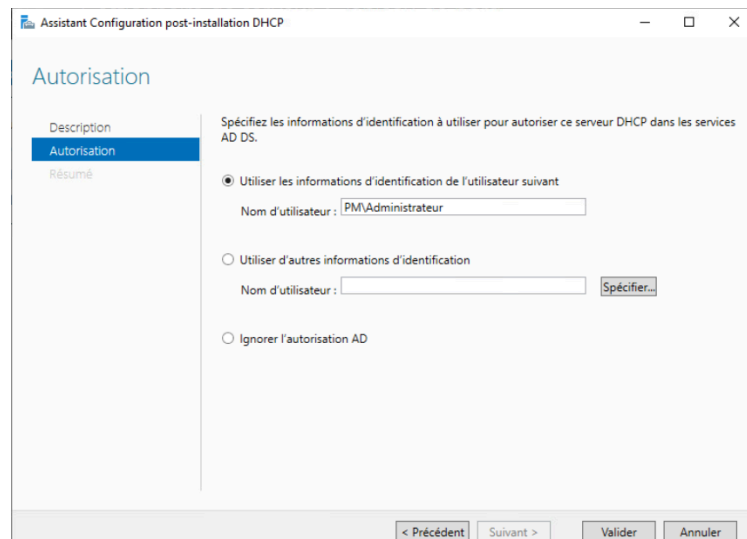 Assistant Configuration post-installation DHCP
Autorisation
Description
Autorisation
Résumé
Spécifiez les informations d'identification à utiliser pour autoriser ce serveur DHCP dans les services
AD DS.
Utiliser les informations d'identification de l'utilisateur suivant
Nom d'utilisateur : PM\Administrateur
Utiliser d'autres informations d'identification
Nom d'utilisateur : Spécifier...
Ignorer l'autorisation AD
< Précédent Suivant > Valider Annuler